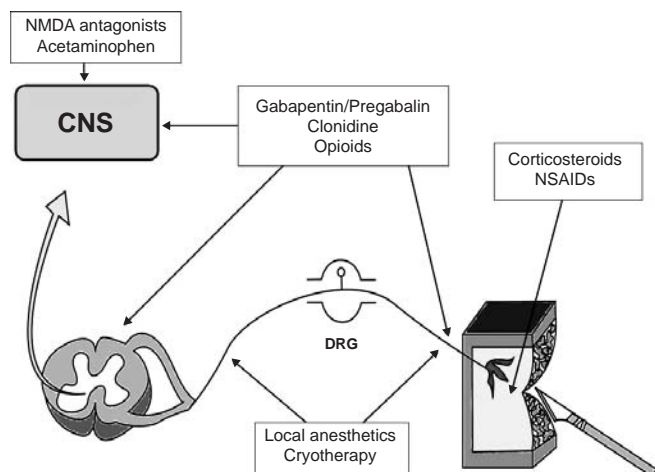 NMDA antagonists
Acetaminophen
CNS
Gabapentin/Pregabalin
Clonidine
Opioids
Corticosteroids
NSAIDs
DRG
Local anesthetics
Cryotherapy